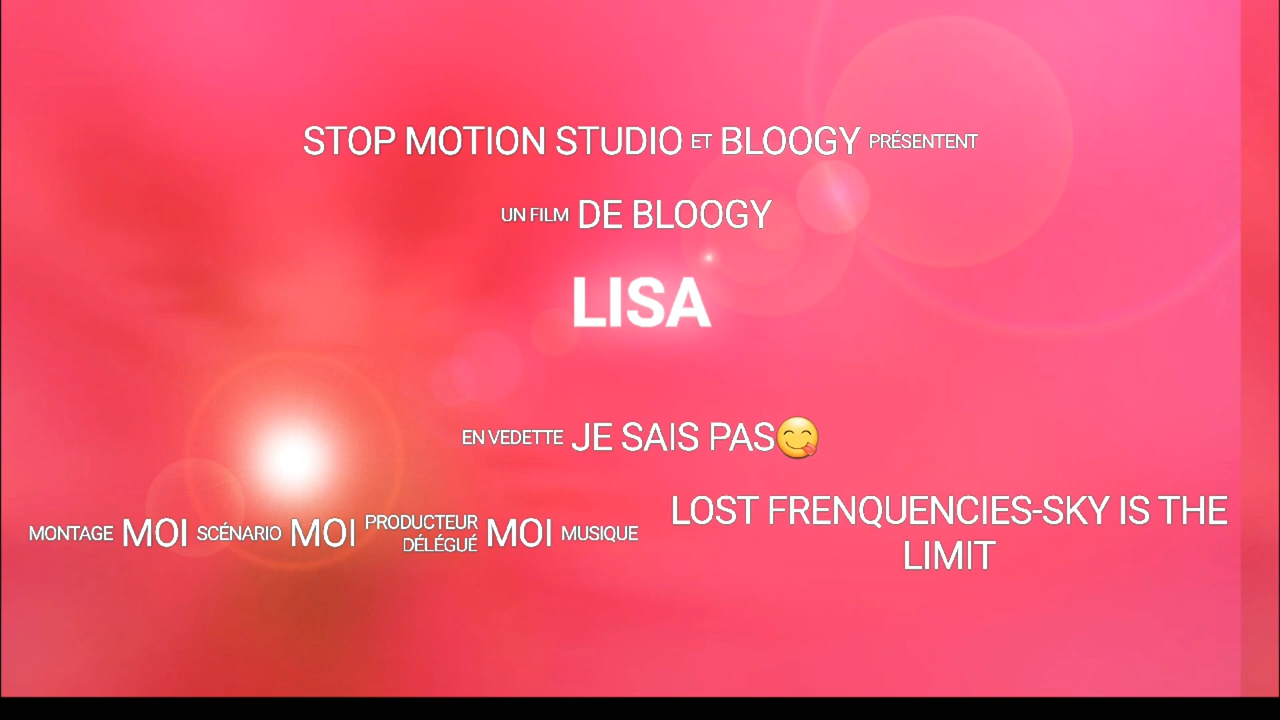 STOP MOTION STUDIO ET BLOOGY PRÉSENTENT
UN FILM DE BLOOGY
LISA
EN VEDETTE JE SAIS PAS😋
MONTAGE MOI SCÉNARIO MOI PRODUCTEUR DÉLÉGUÉ MOI MUSIQUE LOST FRENQUENCIES-SKY IS THE
LIMIT